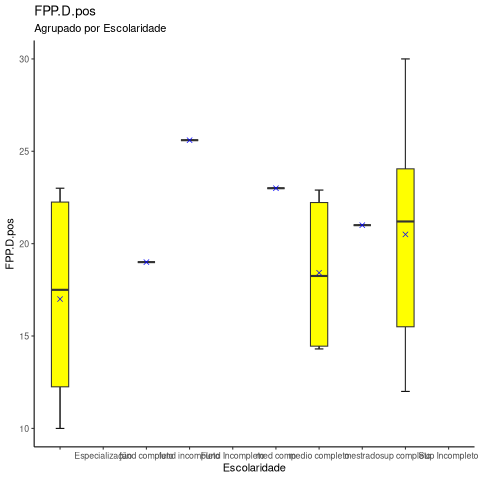 FPP.D.pos
Agrupado por Escolaridade
30
25
20
15
10
FPP.D.pos
Especialização fund completo fund incompleto Fund Incompleto med comp medio completo mestrado sup completo Sup Incompleto
Escolaridade